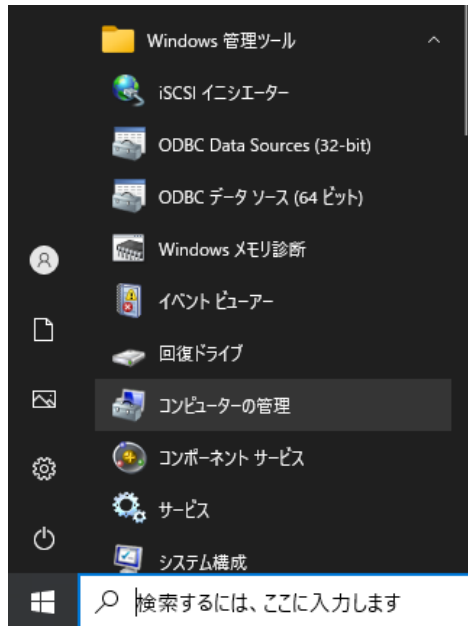 Windows 管理ツール
iSCSI イニシエーター
ODBC Data Sources (32-bit)
ODBC データ ソース (64 ビット)
Windows メモリ診断
イベント ビューアー
回復ドライブ
コンピューターの管理
コンポーネント サービス
サービス
システム構成
検索するには、ここに入力します